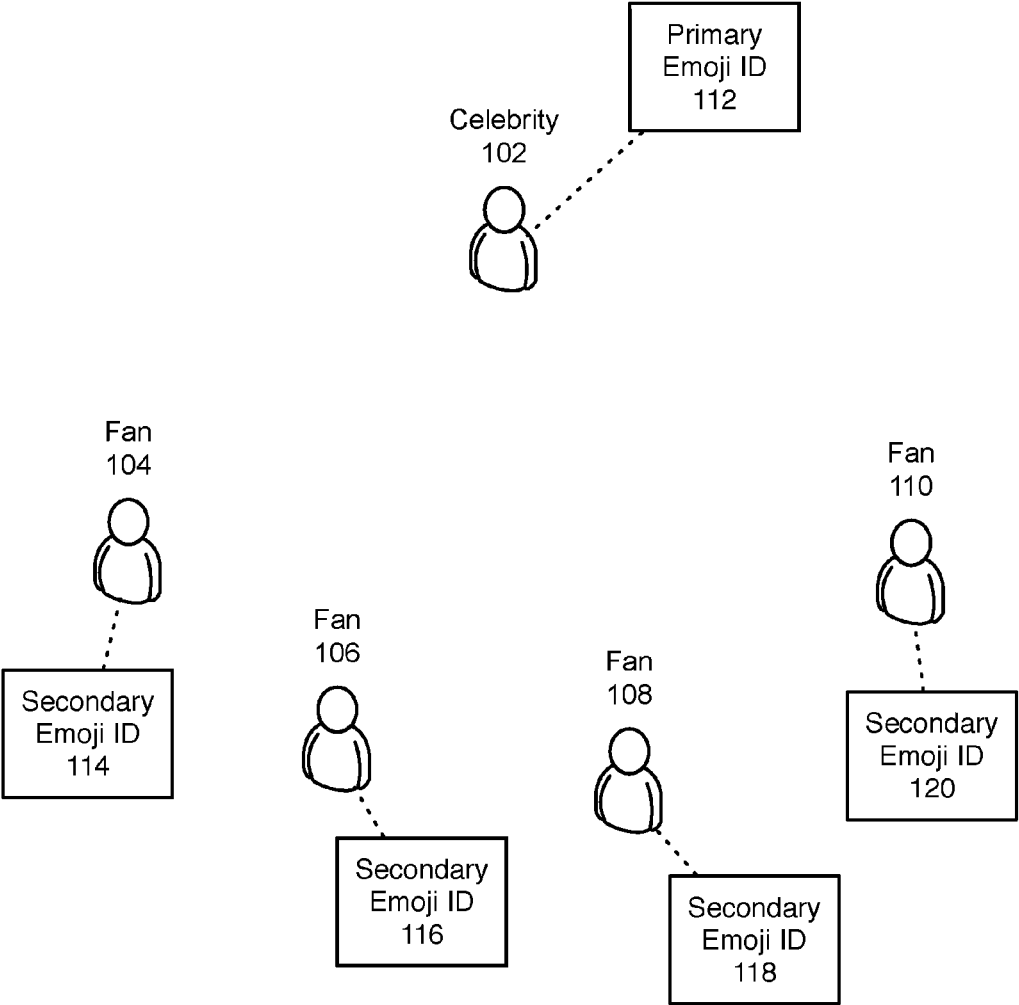 Primary
Emoji ID
112
Celebrity
102
Fan
104
Fan
110
Fan
106
Fan
108
Secondary
Emoji ID
114
Secondary
Emoji ID
120
Secondary
Emoji ID
116
Secondary
Emoji ID
118